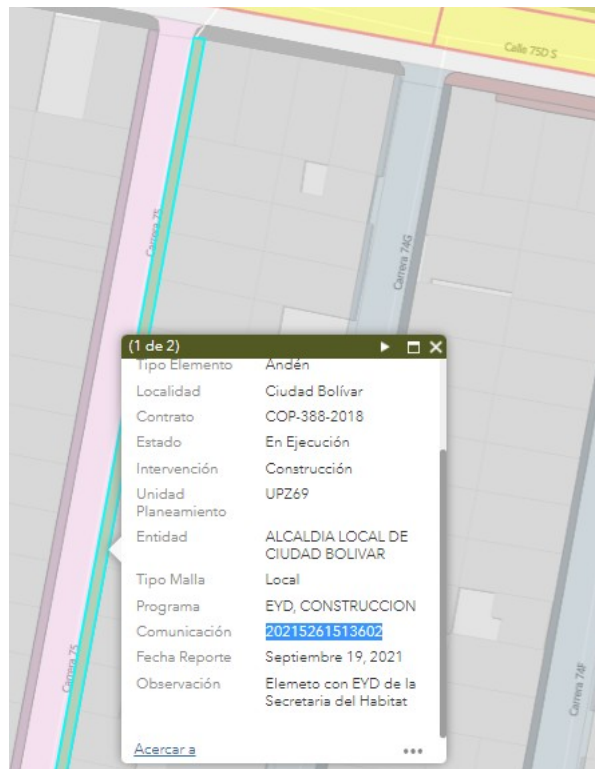 Calle 75D S
Carrera 75
Carrera 74G
(1 de 2)
Tipo Elemento Andén
Localidad Ciudad Bolívar
Contrato COP-388-2018
Estado En Ejecución
Intervención Construcción
Unidad UPZ69
Planeamiento
Entidad ALCALDIA LOCAL DE
CIUDAD BOLIVAR
Tipo Malla Local
Programa EYD, CONSTRUCCION
Comunicación 20215261513602
Fecha Reporte Septiembre 19, 2021
Observación Elemeto con EYD de la
Secretaria del Habitat
Acercar a
Carrera 75
Carrera 74F